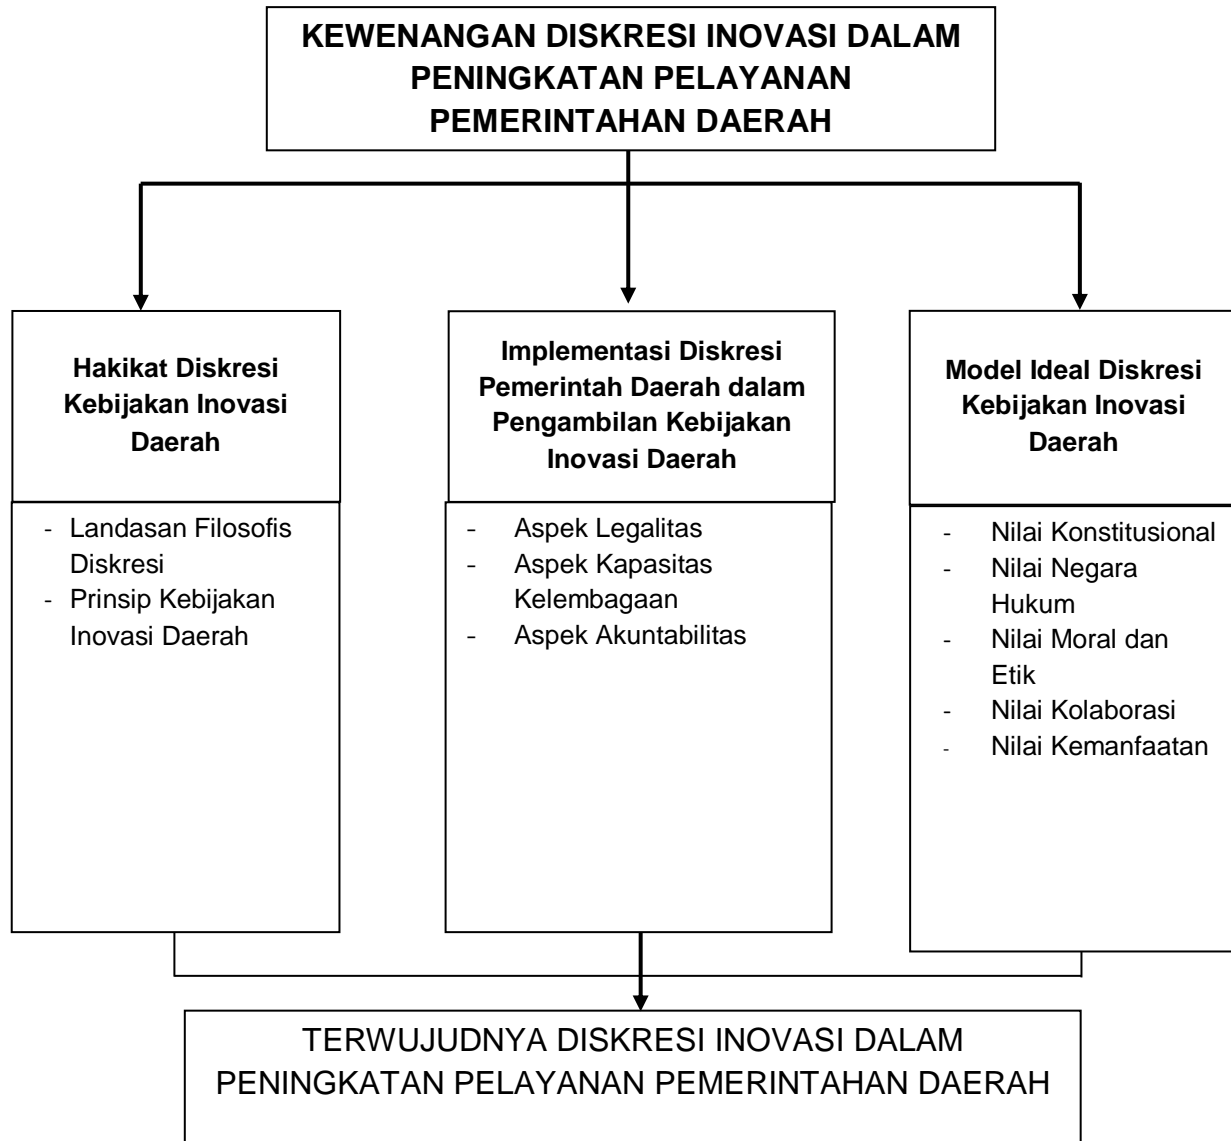 KEWENANGAN DISKRESI INOVASI DALAM
PENINGKATAN PELAYANAN
PEMERINTAHAN DAERAH
Hakikat Diskresi
Kebijakan Inovasi
Daerah
- Landasan Filosofis
Diskresi
- Prinsip Kebijakan
Inovasi Daerah
Implementasi Diskresi
Pemerintah Daerah dalam
Pengambilan Kebijakan
Inovasi Daerah
- Aspek Legalitas
- Aspek Kapasitas
Kelembagaan
- Aspek Akuntabilitas
Model Ideal Diskresi
Kebijakan Inovasi
Daerah
- Nilai Konstitusional
- Nilai Negara
Hukum
- Nilai Moral dan
Etik
- Nilai Kolaborasi
- Nilai Kemanfaatan
TERWUJUDNYA DISKRESI INOVASI DALAM
PENINGKATAN PELAYANAN PEMERINTAHAN DAERAH